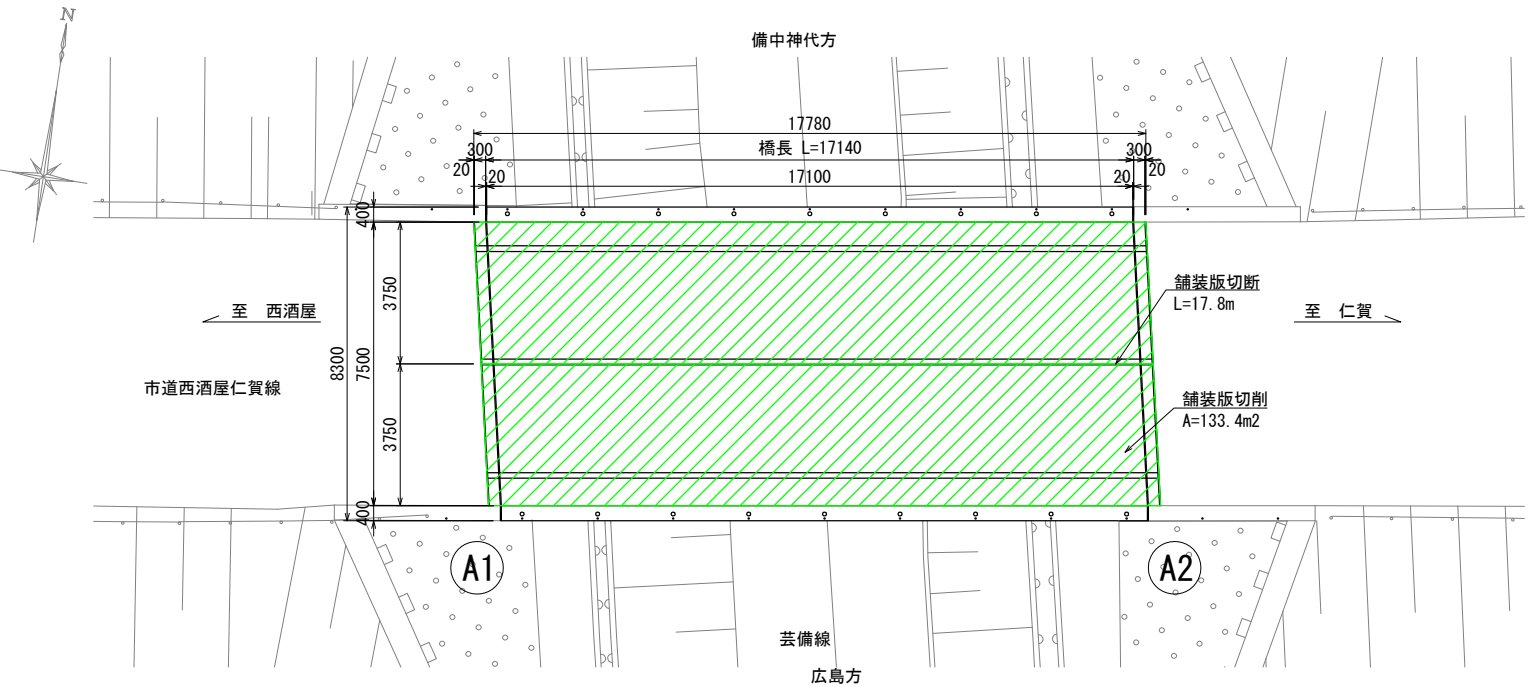 N
備中神代方
17780
300
橋長 L=17140
300
20
20
20
17100
20
400
舗装版切断
L=17.8m
3750
至 西酒屋
至 仁賀
8300
7500
市道西酒屋仁賀線
舗装版切削
A=133.4m2
3750
400
A1
A2
芸備線
広島方